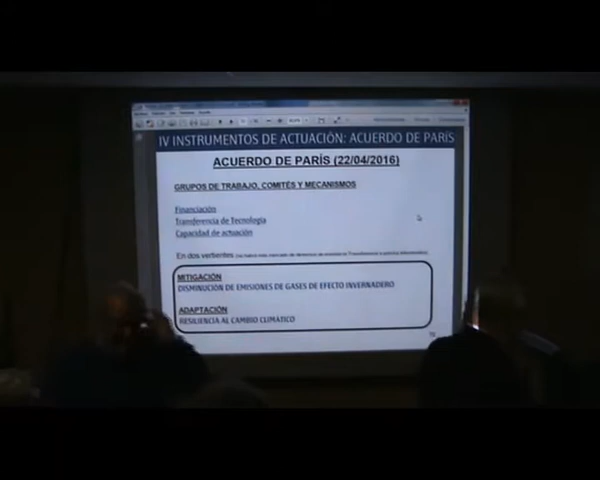 IV INSTRUMENTOS DE ACTUACIÓN: ACUERDO DE PARÍS
ACUERDO DE PARÍS (22/04/2016)
GRUPOS DE TRABAJO, COMITÉS Y MECANISMOS
Financiación
Transferencia de Tecnología
Capacidad de actuación
En dos vertientes
MITIGACIÓN
DISMINUCIÓN DE EMISIONES DE GASES DE EFECTO INVERNADERO
ADAPTACIÓN
RESILIENCIA AL CAMBIO CLIMÁTICO